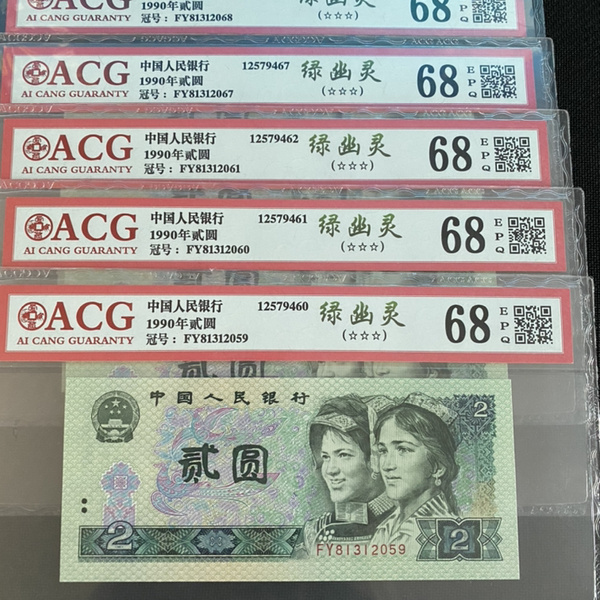 ACG
AI CANG GUARANTY
1990年贰圆
冠号： FY81312068
绿幽灵
(☆☆☆)
68
P
Q
ACG
AI CANG GUARANTY
中国人民银行 12579467
1990年贰圆
冠号： FY81312067
绿幽灵
(☆☆☆)
68
E
P
Q
ACG
AI CANG GUARANTY
中国人民银行 12579462
1990年贰圆
冠号： FY81312061
绿幽灵
(☆☆☆)
68
E
P
Q
ACG
AI CANG GUARANTY
中国人民银行 12579461
1990年贰圆
冠号： FY81312060
绿幽灵
(☆☆☆)
68
E
P
Q
ACG
AI CANG GUARANTY
中国人民银行 12579460
1990年贰圆
冠号： FY81312059
绿幽灵
(☆☆☆)
68
E
P
Q
中国人民银行
2
贰圆
2
FY81312059
2